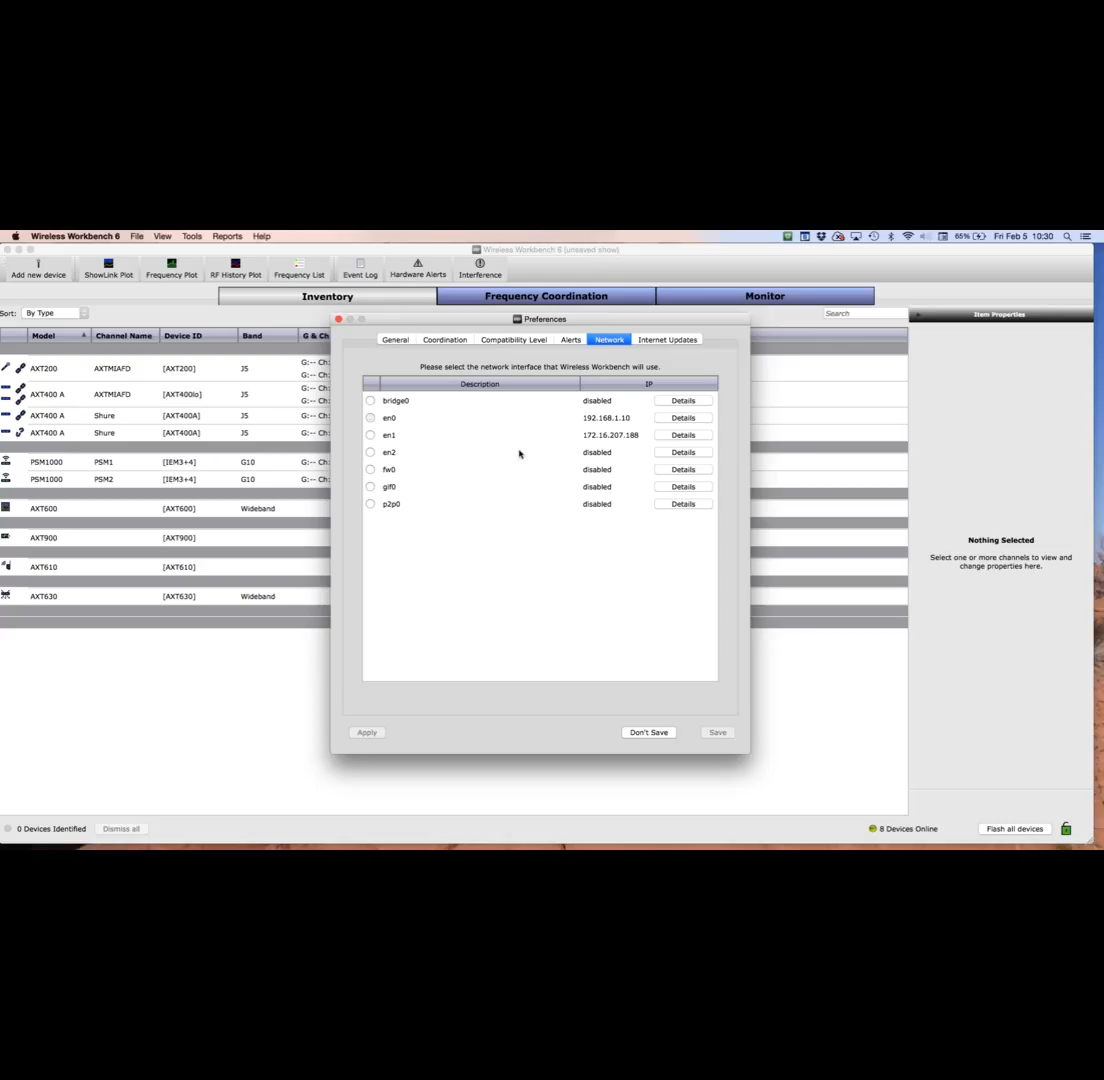 Wireless Workbench 6 File View Tools Reports Help 65% Fri Feb 5 10:30
Wireless Workbench 6 (unsaved show)
Add new device ShowLink Plot Frequency Plot RF History Plot Frequency List Event Log Hardware Alerts Interference
Inventory Frequency Coordination Monitor
Sort: By Type Search Item Properties
Preferences
Model Channel Name Device ID Band G & Ch
General Coordination Compatibility Level Alerts Network Internet Updates
Please select the network interface that Wireless Workbench will use.
Description IP
AXT200 AXTMIAFD [AXT200] J5 G:-- Ch:
G:-- Ch:
AXT400 A AXTMIAFD [AXT400lo] J5 G:-- Ch:
AXT400 A Shure [AXT400A] J5 G:-- Ch:
AXT400 A Shure [AXT400A] J5 G:-- Ch:
PSM1000 PSM1 [IEM3+4] G10 G:-- Ch:
PSM1000 PSM2 [IEM3+4] G10 G:-- Ch:
AXT600 [AXT600] Wideband
AXT900 [AXT900]
AXT610 [AXT610]
AXT630 [AXT630] Wideband
bridge0 disabled Details
en0 192.168.1.10 Details
en1 172.16.207.188 Details
en2 disabled Details
fw0 disabled Details
gif0 disabled Details
p2p0 disabled Details
Nothing Selected
Select one or more channels to view and
change properties here.
Apply Don't Save Save
0 Devices Identified Dismiss all 8 Devices Online Flash all devices